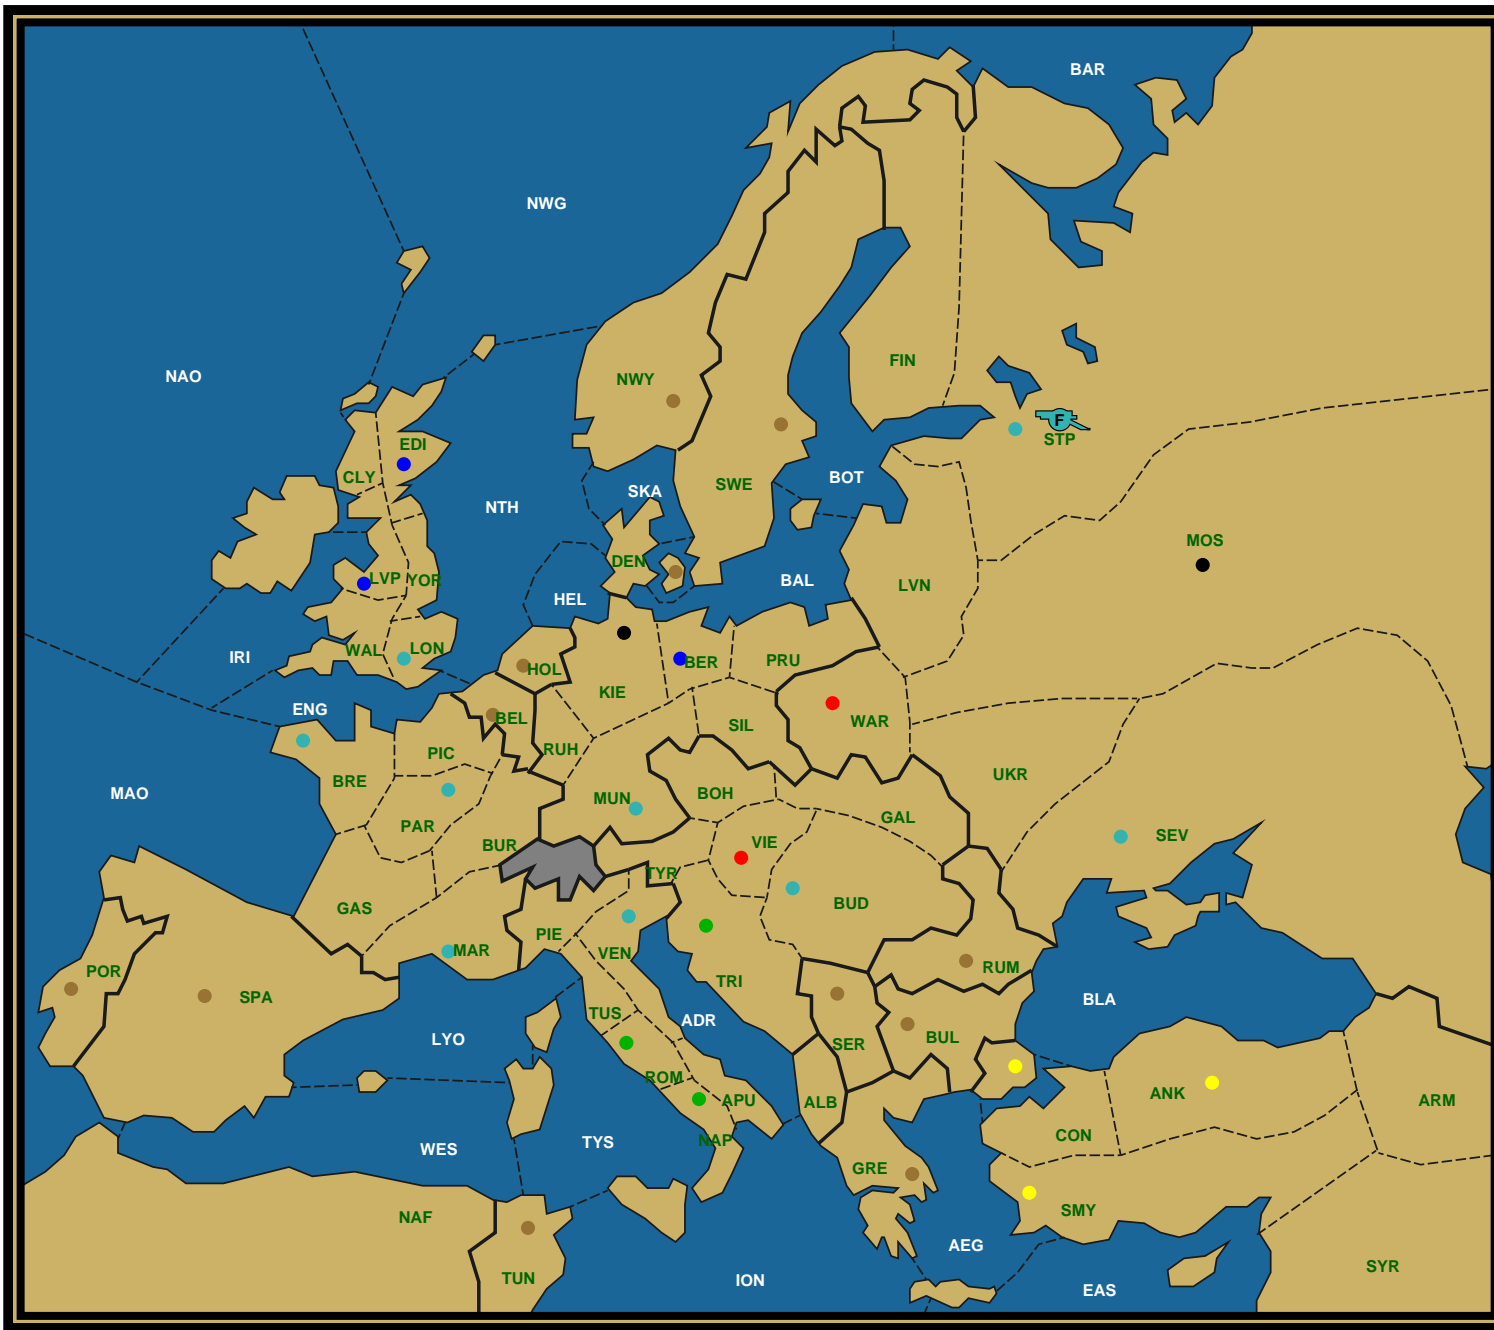 BAR
NWG
NAO
FIN
NWY
F
STP
EDI
CLY
BOT
SWE
SKA
NTH
MOS
DEN
LVP
YOR
BAL
LVN
HEL
WAL
LON
IRI
HOL
BER
PRU
KIE
ENG
BEL
WAR
SIL
PIC
RUH
UKR
BRE
MAO
MUN
BOH
GAL
PAR
SEV
VIE
BUR
TYR
BUD
GAS
PIE
MAR
VEN
RUM
POR
SPA
TRI
BLA
TUS
ADR
LYO
BUL
SER
ROM
ANK
APU
ALB
ARM
CON
NAP
TYS
WES
GRE
SMY
NAF
AEG
SYR
TUN
ION
EAS